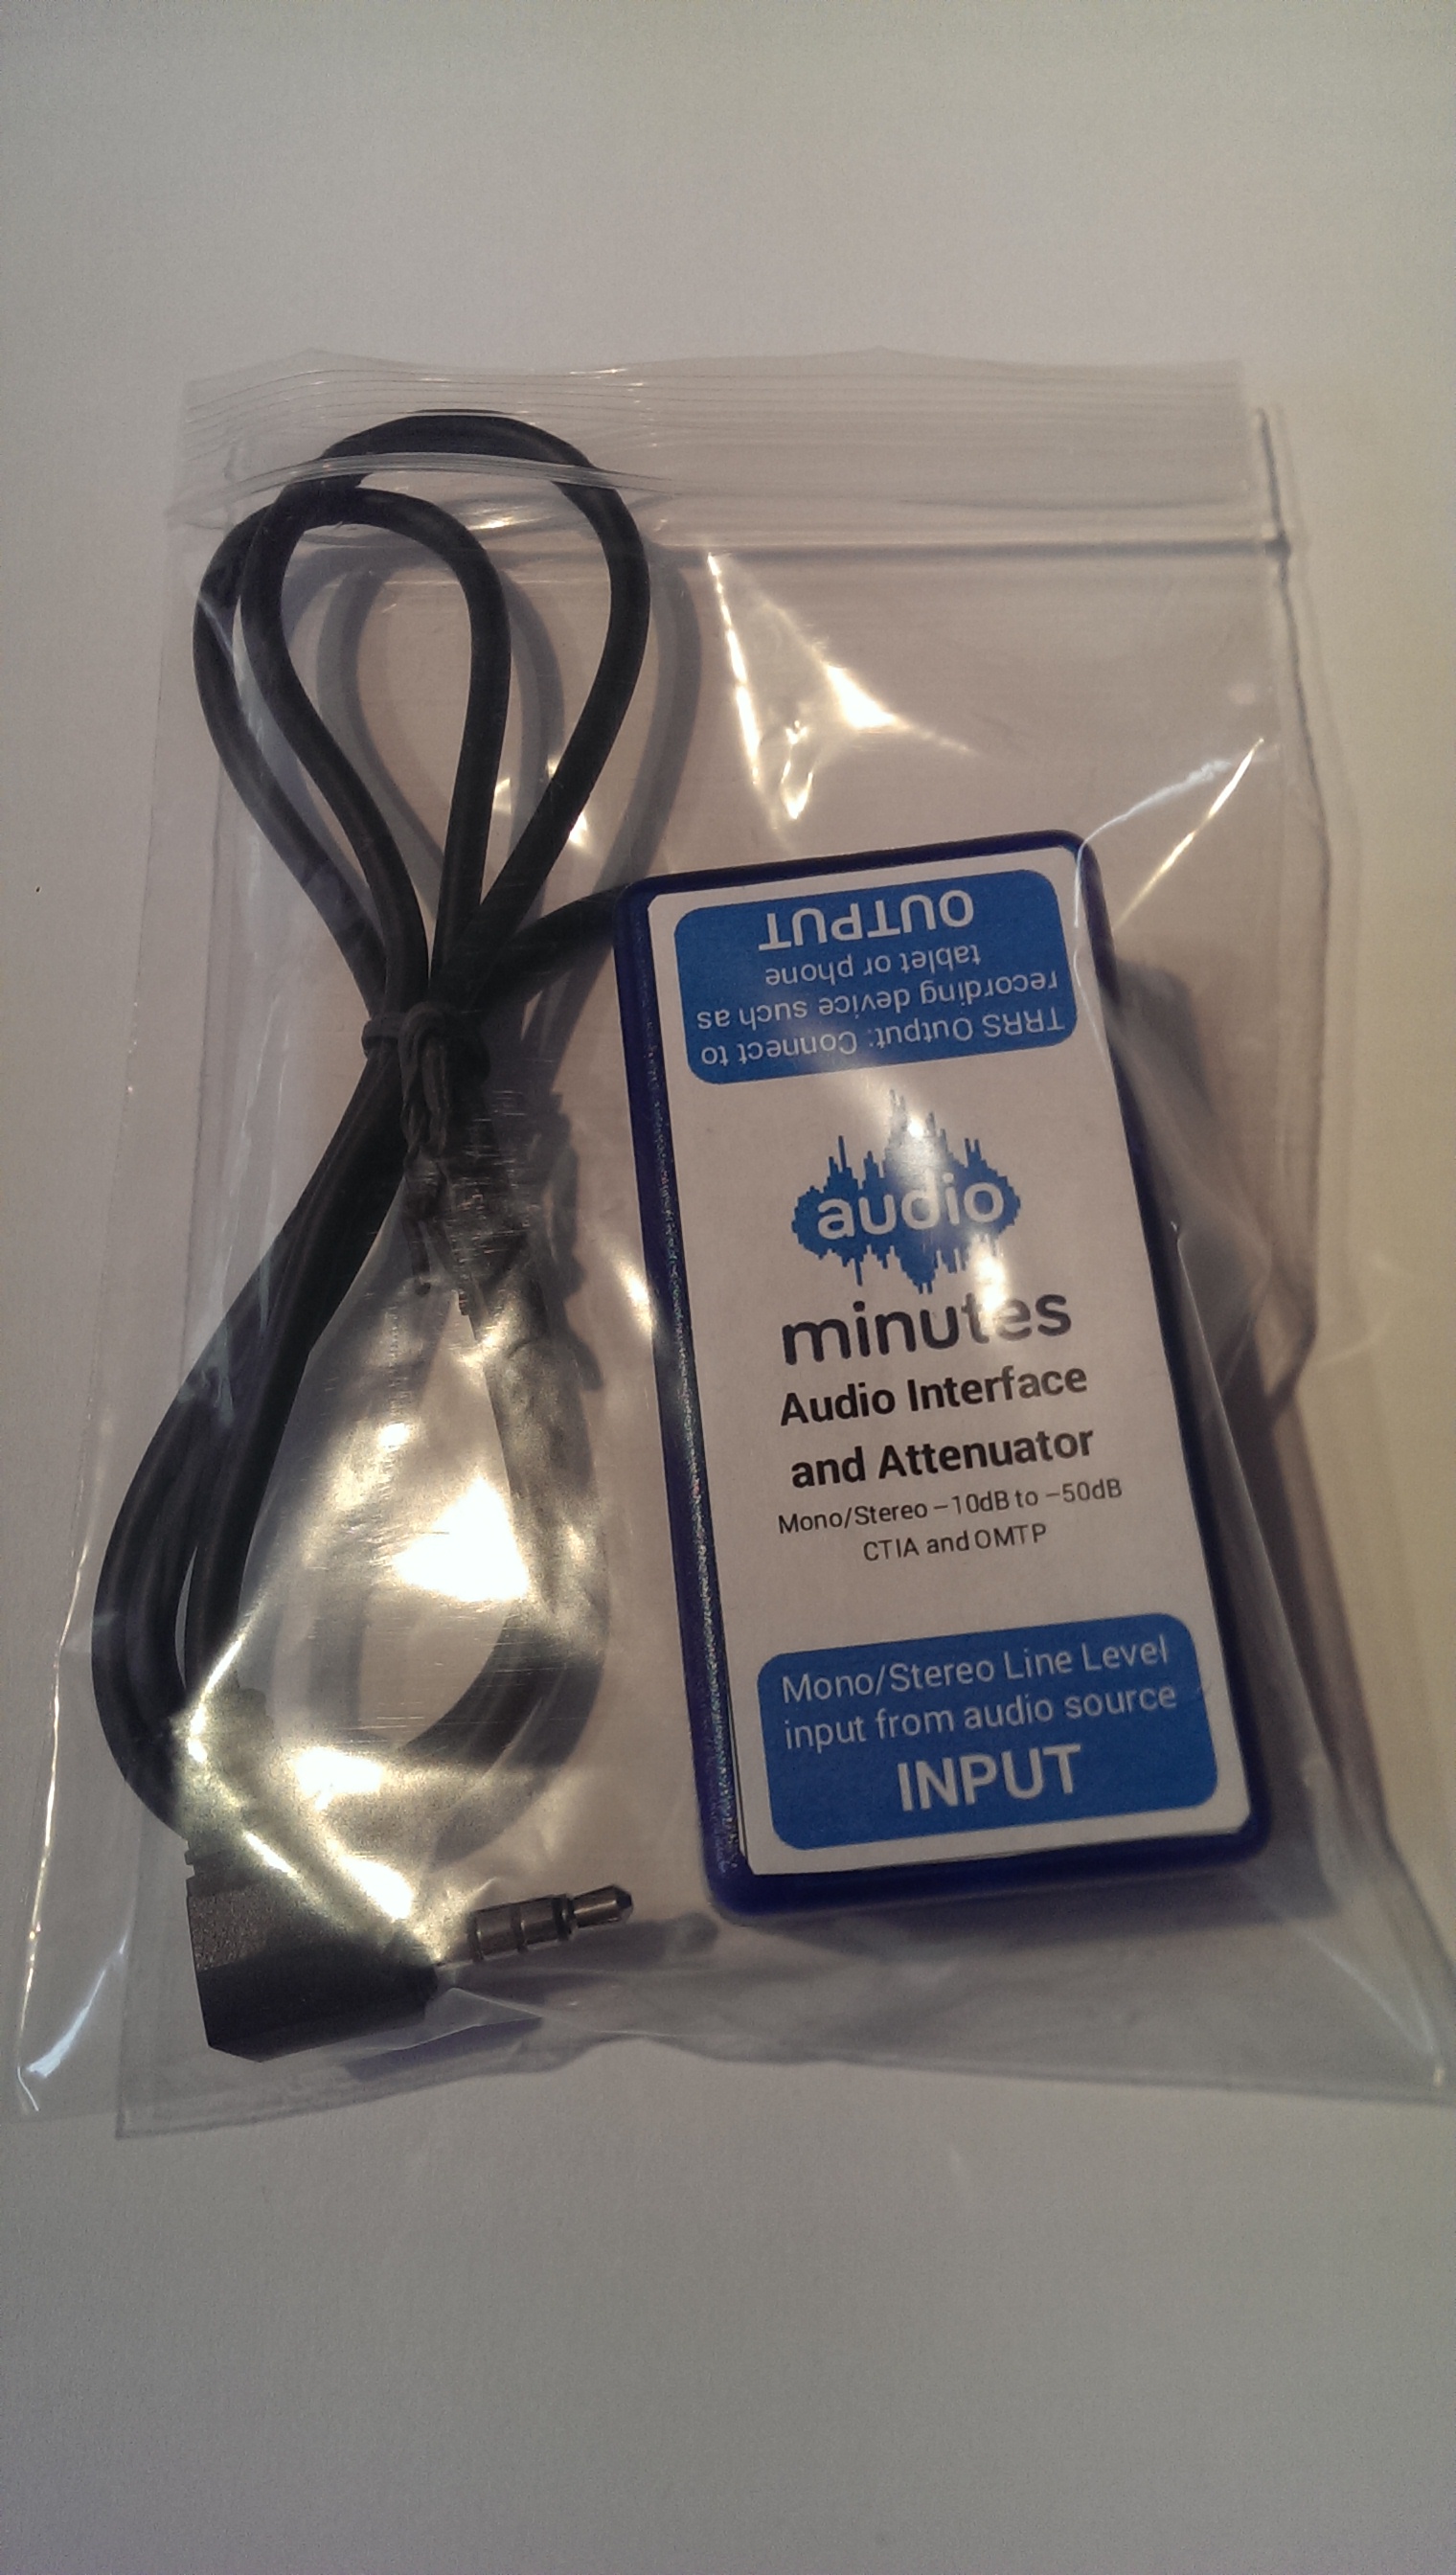 OUTPUT
TRRS Output: Connect to
recording device such as
tablet or phone
audio
minutes
Audio Interface
and Attenuator
Mono/Stereo –10dB to –50dB
CTIA and OMTP
Mono/Stereo Line Level
input from audio source
INPUT